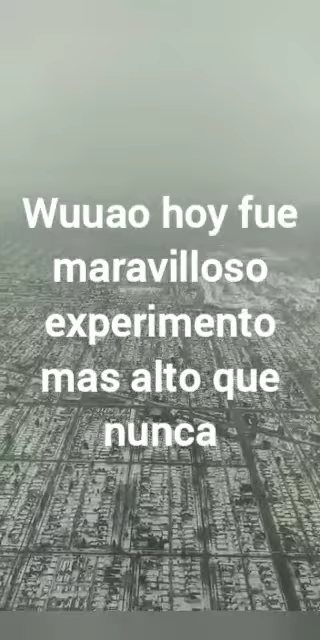 Wuuao hoy fue
maravilloso
experimento
mas alto que
nunca